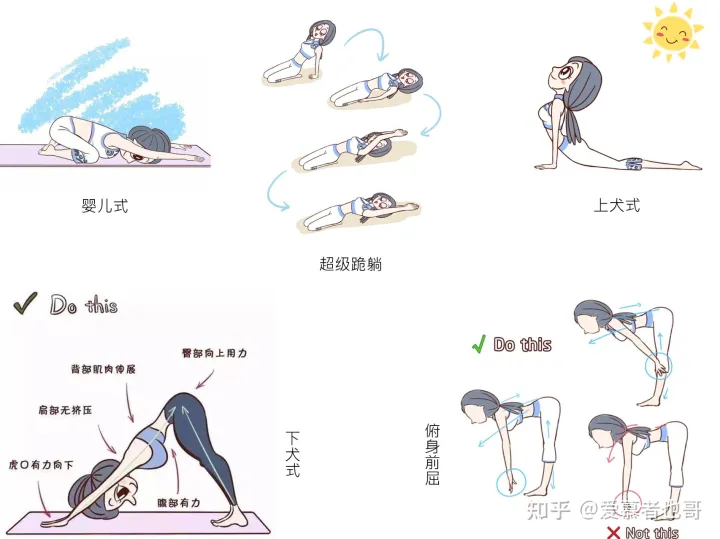 婴儿式
超级跪躺
上犬式
Do this
臀部向上用力
背部肌肉伸展
肩部无挤压
虎口有力向下
腹部有力
下犬式
俯身前屈
Do this
Not this
知乎 @爱慕者也哥